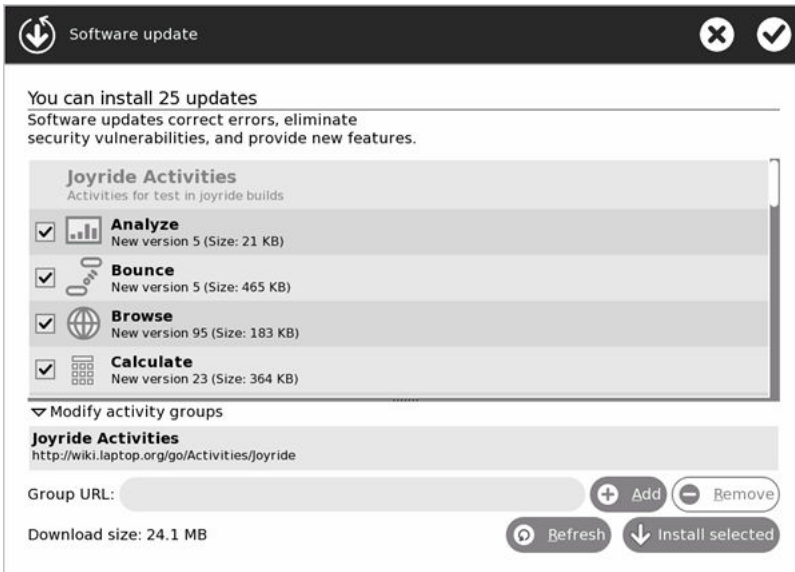 Software update
You can install 25 updates
Software updates correct errors, eliminate
security vulnerabilities, and provide new features.
Joyride Activities
Activities for test in joyride builds
Analyze
New version 5 (Size: 21 KB)
Bounce
New version 5 (Size: 465 KB)
Browse
New version 95 (Size: 183 KB)
Calculate
New version 23 (Size: 364 KB)
Modify activity groups
Joyride Activities
http://wiki.laptop.org/go/Activities/Joyride
Group URL: Add Remove
Download size: 24.1 MB Refresh Install selected